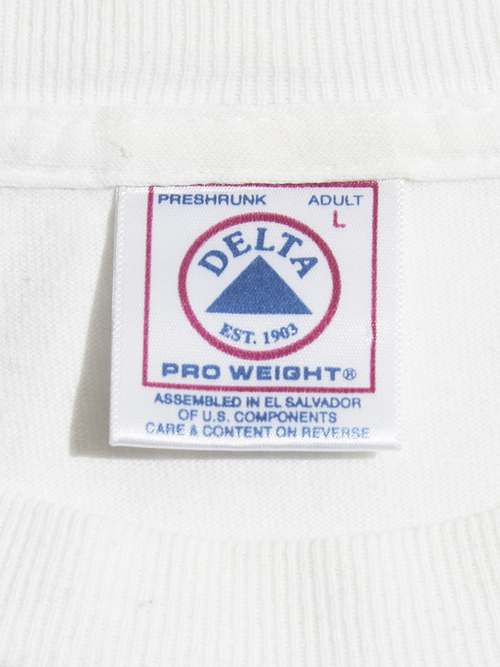 PRESHRUNK ADULT
L
DELTA
EST. 1903
PRO WEIGHT®
ASSEMBLED IN EL SALVADOR
OF U.S. COMPONENTS
CARE & CONTENT ON REVERSE